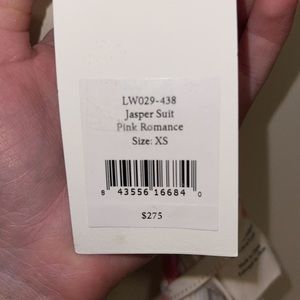 LW029-438
Jasper Suit
Pink Romance
Size: XS
8 43556 16684 0
$275